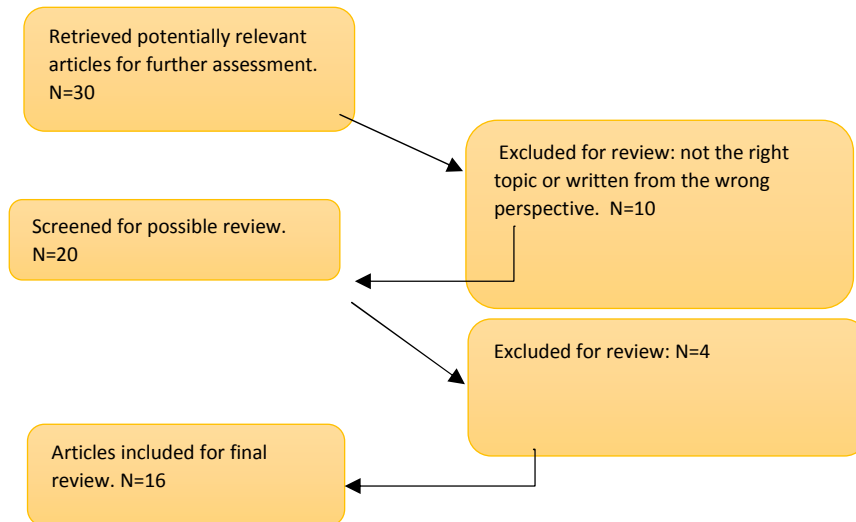 Retrieved potentially relevant
articles for further assessment.
N=30
Excluded for review: not the right
topic or written from the wrong
perspective.  N=10
Screened for possible review.
N=20
Excluded for review: N=4
Articles included for final
review. N=16